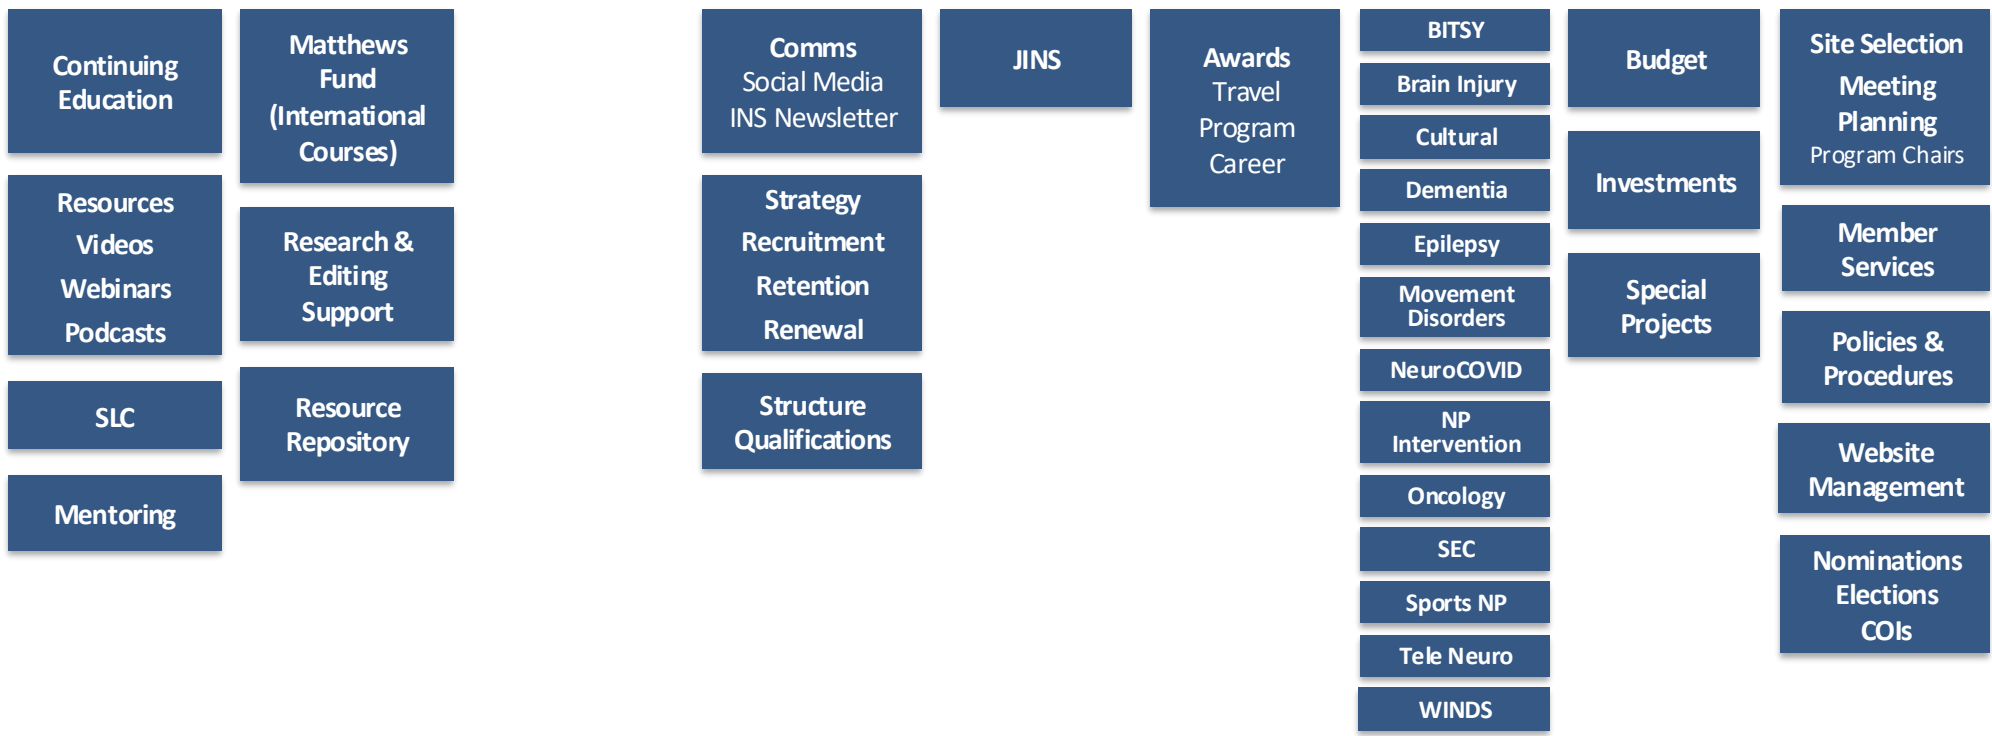 Continuing
Education
Resources
Videos
Webinars
Podcasts
SLC
Mentoring
Matthews
Fund
(International
Courses)
Research &
Editing
Support
Resource
Repository
Comms
Social Media
INS Newsletter
Strategy
Recruitment
Retention
Renewal
Structure
Qualifications
JINS
Awards
Travel
Program
Career
BITSY
Brain Injury
Cultural
Dementia
Epilepsy
Movement
Disorders
NeuroCOVID
NP
Intervention
Oncology
SEC
Sports NP
Tele Neuro
WINDS
Budget
Investments
Special
Projects
Site Selection
Meeting
Planning
Program Chairs
Member
Services
Policies &
Procedures
Website
Management
Nominations
Elections
COIs